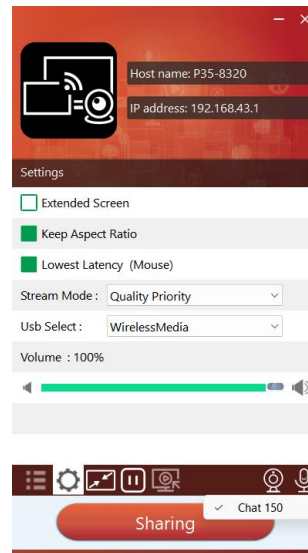 Host name: P35-8320
IP address: 192.168.43.1
Settings
Extended Screen
Keep Aspect Ratio
Lowest Latency (Mouse)
Stream Mode : Quality Priority
Usb Select : WirelessMedia
Volume : 100%
Chat 150
Sharing